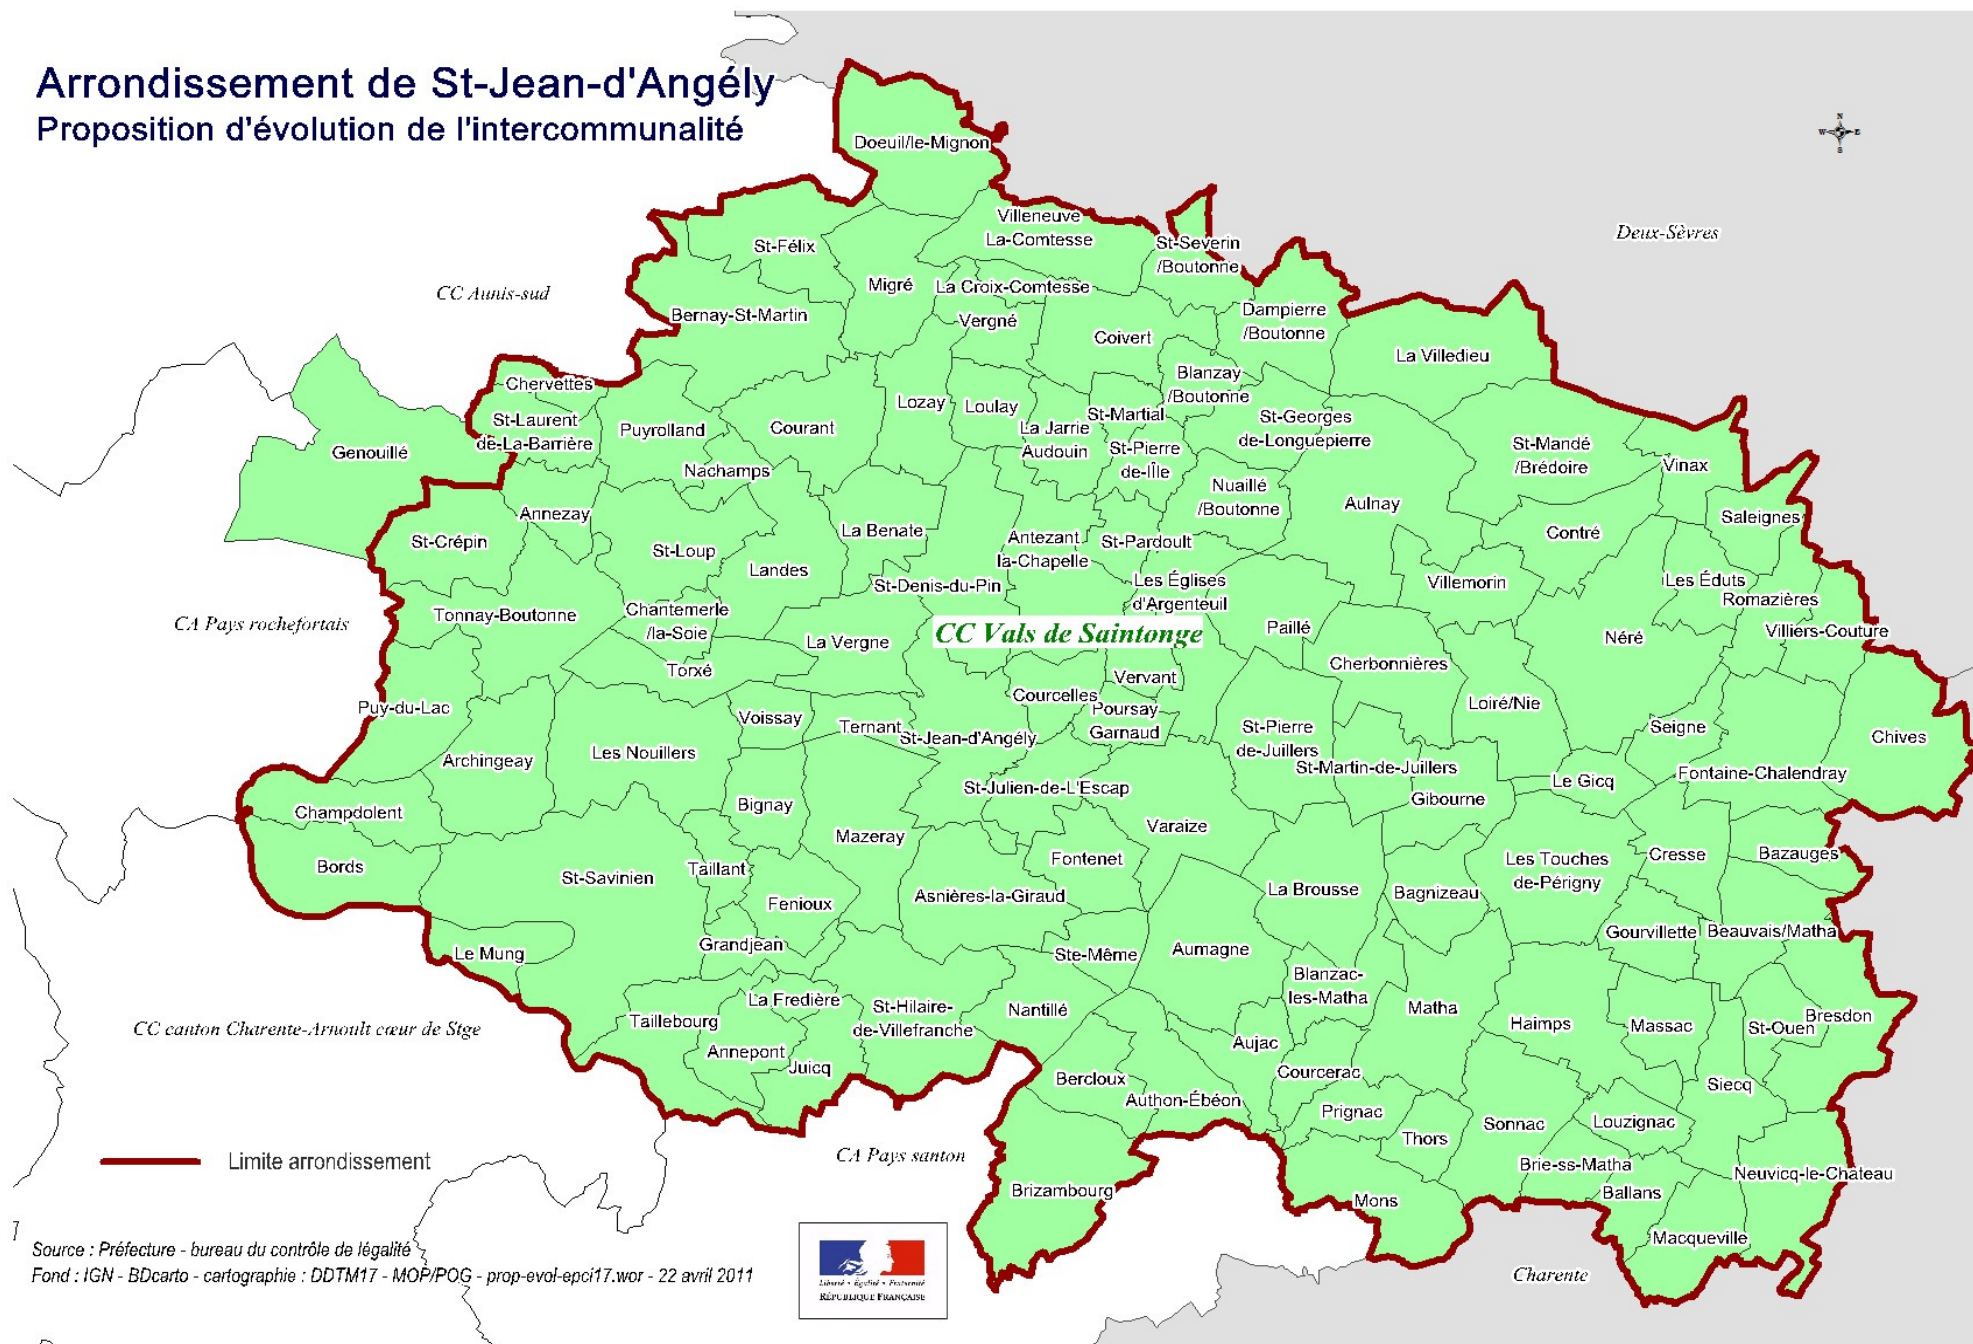 Arrondissement de St-Jean-d'Angély
Proposition d'évolution de l'intercommunalité
N
W
E
S
Doeuil/le-Mignon
Villeneuve
La-Comtesse
Deux-Sèvres
St-Félix
St-Severin
/Boutonne
CC Aunis-sud
Migré
La Croix-Comtesse
Bernay-St-Martin
Vergné
Dampierre
/Boutonne
Coivert
La Villedieu
Chervettes
Blanzay
/Boutonne
Lozay
Loulay
St-Martial
St-Laurent
de-La-Barrière
Puyrolland
Courant
La Jarrie
Audouin
St-Georges
de-Longuepierre
Genouillé
St-Pierre
de-lÎle
St-Mandé
/Brédoire
Vinax
Nachamps
Nuaillé
/Boutonne
Aulnay
Annezay
Saleignes
St-Crépin
La Benate
Antezant
la-Chapelle
St-Pardoult
Contré
St-Loup
Landes
St-Denis-du-Pin
Les Églises
d'Argenteuil
Villemorin
Les Éduts
Romazières
CA Pays rochefortais
Tonnay-Boutonne
Chantemerle
/la-Soie
La Vergne
CC Vals de Saintonge
Paillé
Cherbonnières
Néré
Villiers-Couture
Torxé
Vervant
Courcelles
Puy-du-Lac
Voissay
Ternant
Poursay
Garnaud
Loiré/Nie
St-Jean-d'Angély
St-Pierre
de-Juillers
Seigne
Chives
Archingeay
Les Nouillers
St-Martin-de-Juillers
Le Gicq
Fontaine-Chalendray
St-Julien-de-L'Escap
Gibourne
Champdolent
Bignay
Mazeray
Varaize
Bords
St-Savinien
Taillant
Fontenet
Les Touches
de-Périgny
Cresse
Bazauges
Fenioux
Asnières-la-Giraud
La Brousse
Bagnizeau
Le Mung
Grandjean
Ste-Même
Aumagne
Gourvillette
Beauvais/Matha
La Fredière
St-Hilaire-
de-Villefranche
Nantillé
Blanzac-
les-Matha
Matha
CC canton Charente-Arnoult cœur de Stge
Taillebourg
Haimps
Massac
St-Ouen
Bresdon
Annepont
Juicq
Aujac
Bercloux
Courcerac
Siecq
Authon-Ébéon
Prignac
Sonnac
Louzignac
Thors
Limite arrondissement
CA Pays santon
Brie-ss-Matha
Neuvicq-le-Chateau
Brizambourg
Mons
Ballans
Macqueville
7
Source : Préfecture - bureau du contrôle de légalité
Fond : IGN - BDcarto - cartographie : DDTM17 - MOP/POG - prop-evol-epci17.wor - 22 avril 2011
Liberté • Égalité • Fraternité
RÉPUBLIQUE FRANÇAISE
Charente